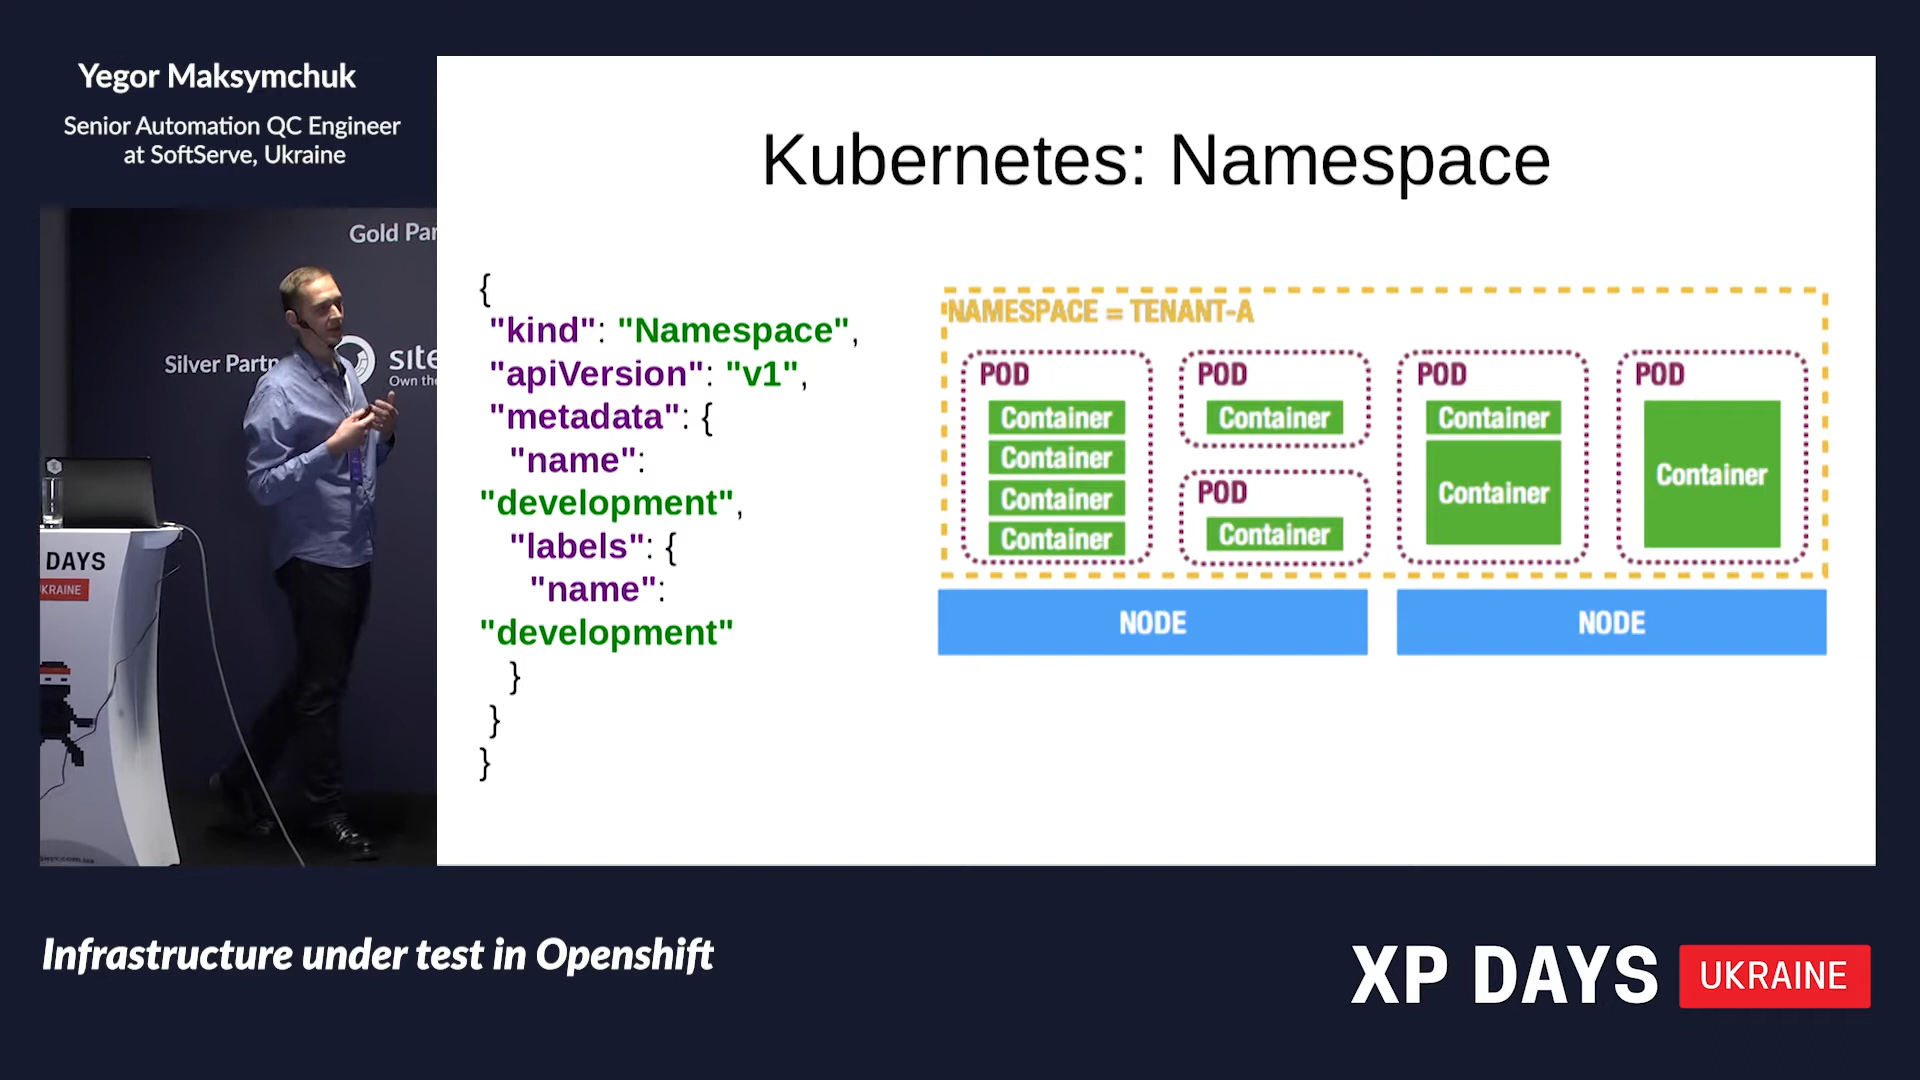 Yegor Maksymchuk
Senior Automation QC Engineer
at SoftServe, Ukraine
Gold Par
Silver Partn
site
Own the
DAYS
KRAINE
Kubernetes: Namespace
{
"kind": "Namespace",
"apiVersion": "v1",
"metadata": {
"name":
"development",
"labels": {
"name":
"development"
}
}
}
NAMESPACE = TENANT-A
POD
Container
Container
Container
Container
POD
Container
POD
Container
POD
Container
Container
POD
Container
NODE
NODE
Infrastructure under test in Openshift
XP DAYS
UKRAINE